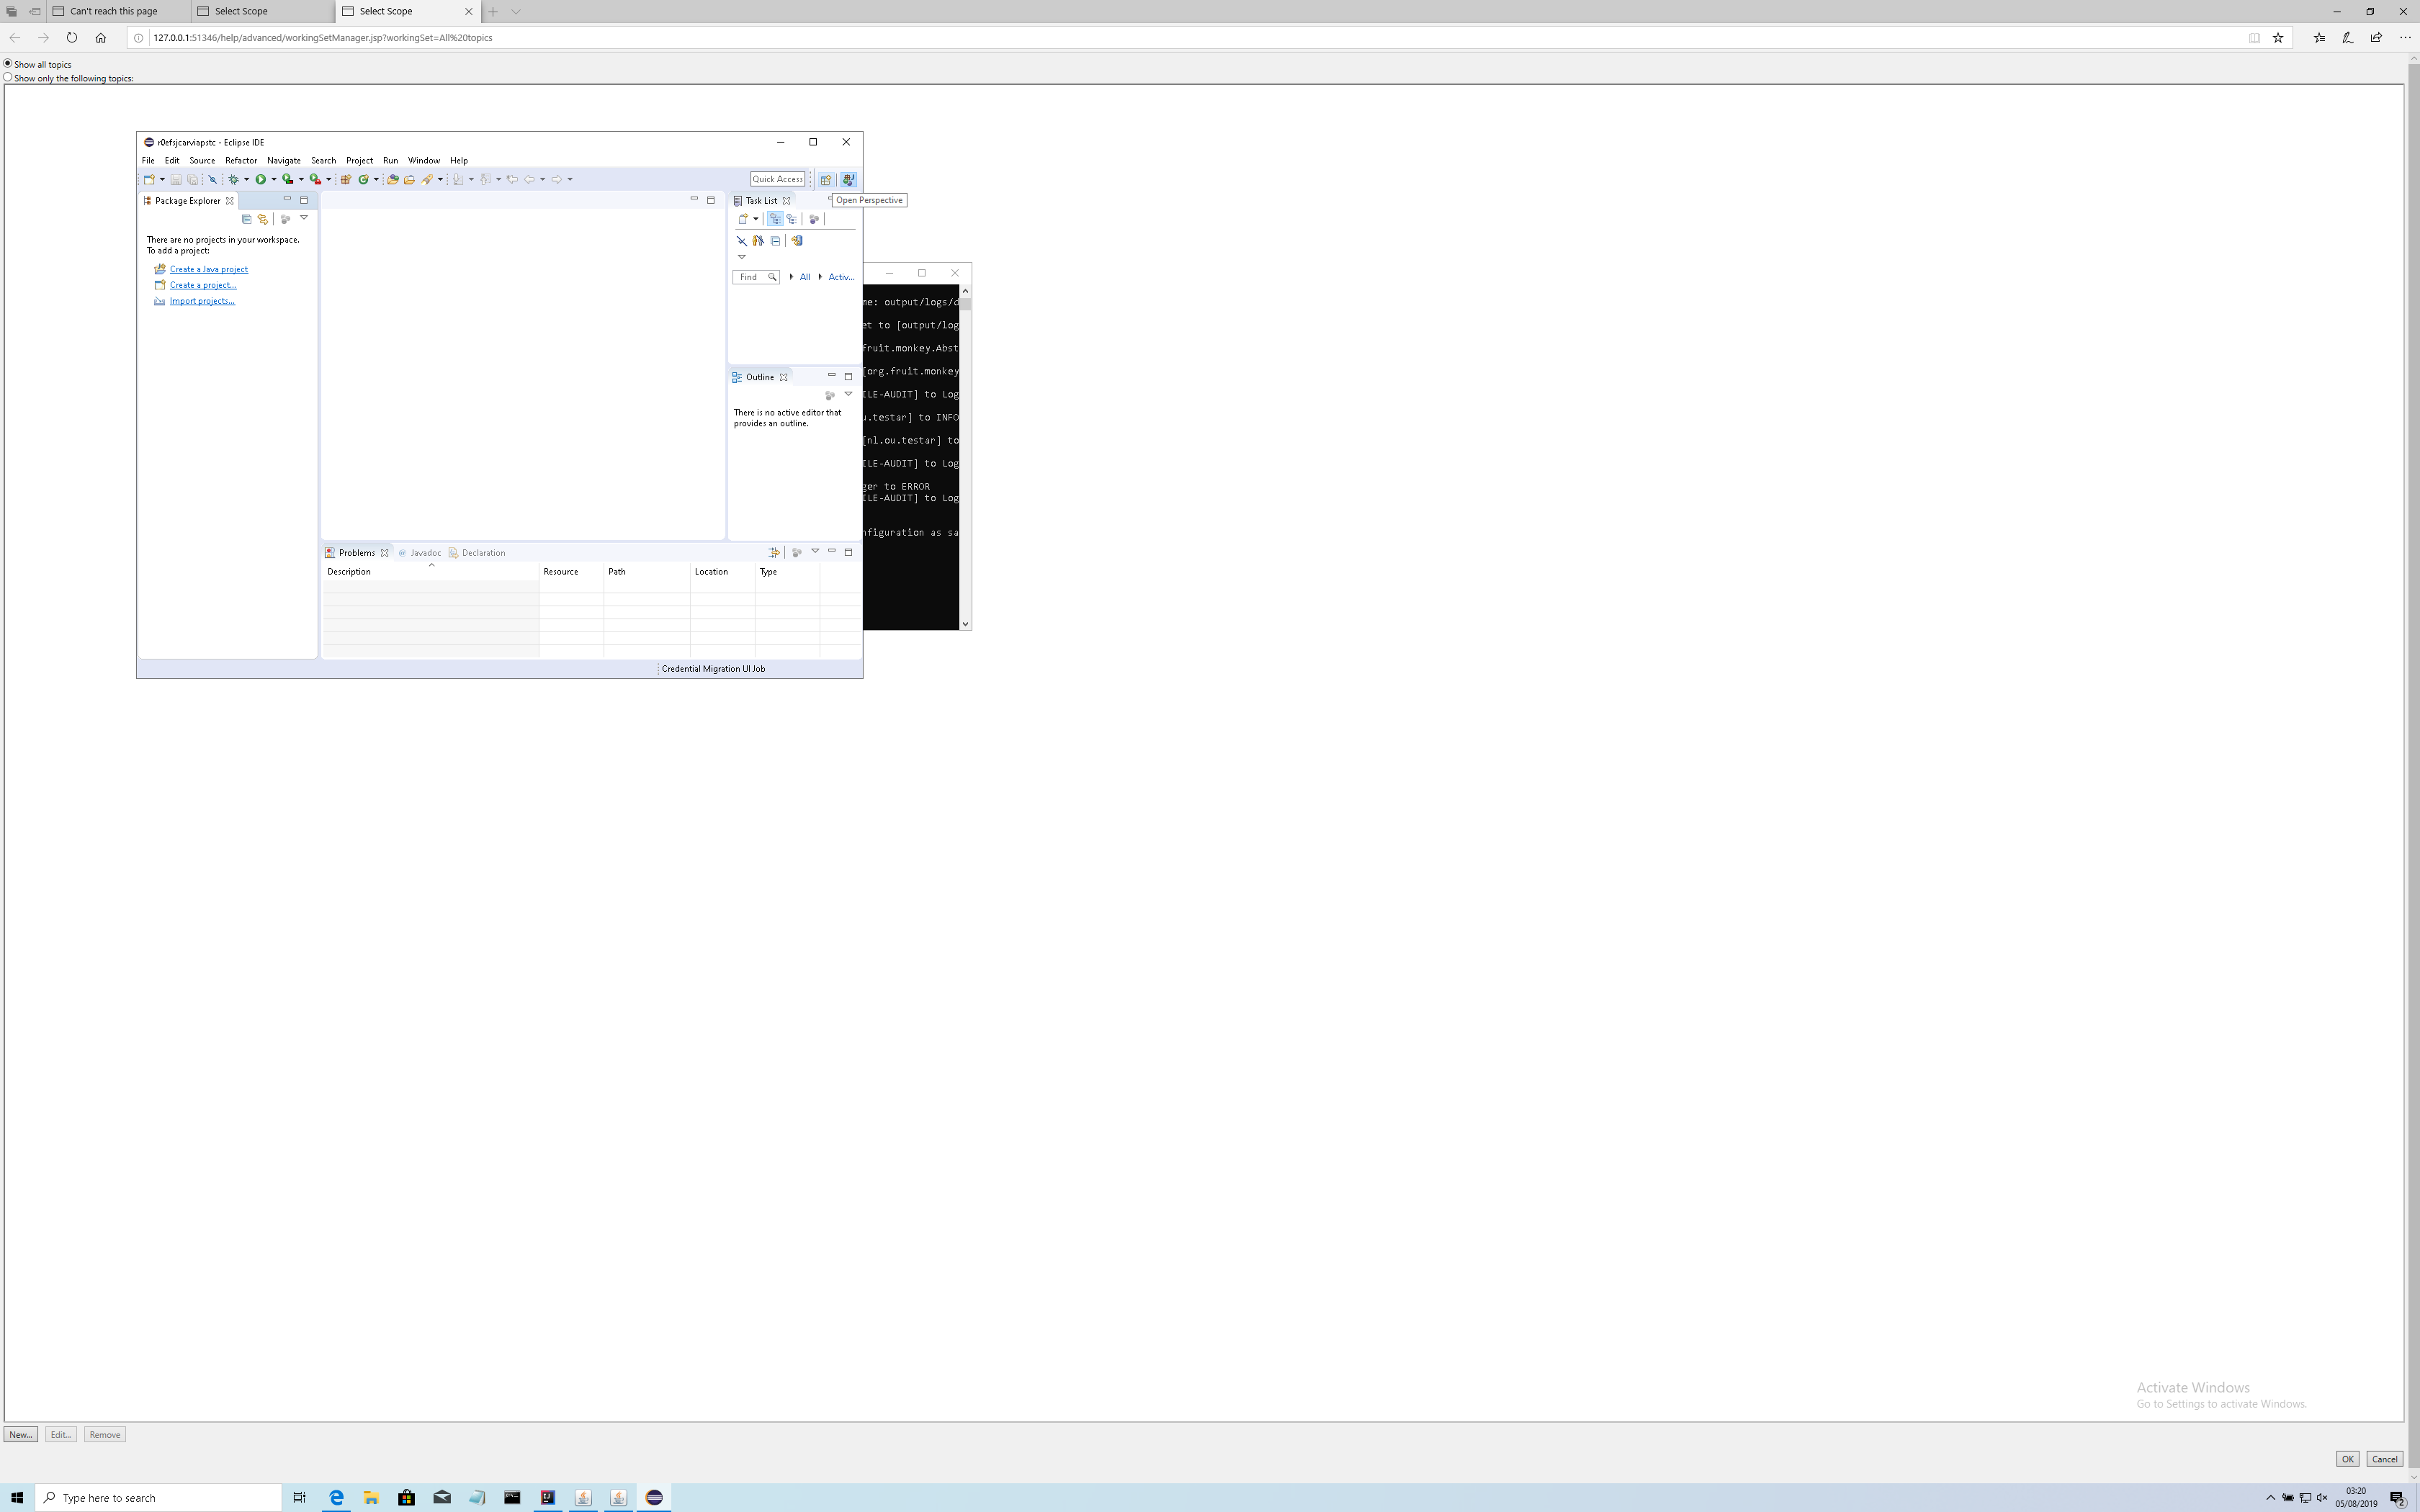 Can't reach this page
Select Scope
Select Scope
127.0.0.1:51346/help/advanced/workingSetManager.jsp?workingSet=All%20topics
Show all topics
Show only the following topics:
r0efsjcarviapstc - Eclipse IDE
File Edit Source Refactor Navigate Search Project Run Window Help
Quick Access
Open Perspective
Package Explorer
There are no projects in your workspace.
To add a project:
Create a Java project
Create a project...
Import projects...
Task List
Find
All
Activ...
Outline
There is no active editor that
provides an outline.
Problems Javadoc Declaration
Description Resource Path Location Type
Credential Migration UI Job
me: output/logs/d
et to [output/log
fruit.monkey.Abst
[org.fruit.monkey
ILE-AUDIT] to Log
u.testar] to INFO
[nl.ou.testar] to
ILE-AUDIT] to Log
ger to ERROR
ILE-AUDIT] to Log
nfiguration as sa
Activate Windows
Go to Settings to activate Windows.
New... Edit... Remove
OK Cancel
Type here to search
03:20
05/08/2019
2